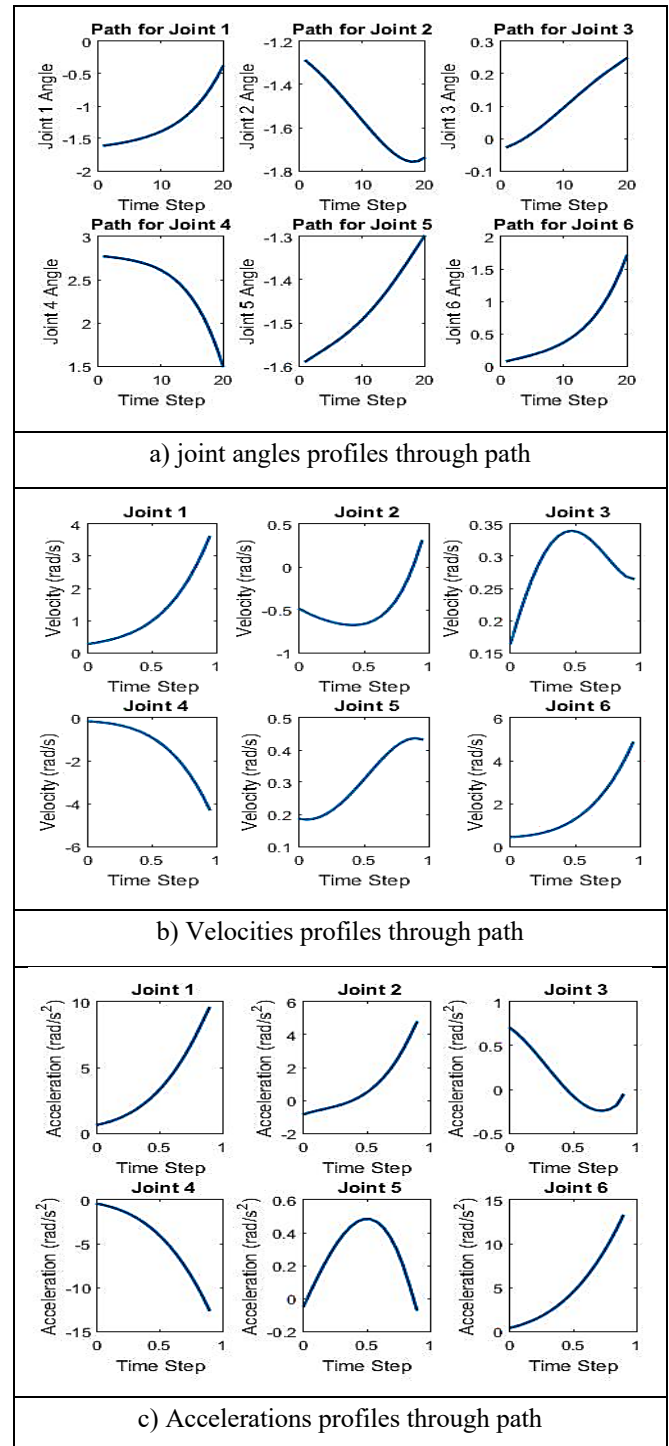 Path for Joint 1 Path for Joint 2 Path for Joint 3
0 -1.2 0.3
-0.5 -1.4 0.2
-1 0.1
-1.5 -1.6 0
-2 -1.8 -0.1
Joint 1 Angle Joint 2 Angle Joint 3 Angle
0 10 20 0 10 20 0 10 20
Time Step Time Step Time Step
Path for Joint 4 Path for Joint 5 Path for Joint 6
3 -1.3 2
2.5 -1.4 1.5
1
2 -1.5 0.5
1.5 -1.6 0
Joint 4 Angle Joint 5 Angle Joint 6 Angle
0 10 20 0 10 20 0 10 20
Time Step Time Step Time Step
a) joint angles profiles through path
Joint 1 Joint 2 Joint 3
4 0.5 0.35
3 0 0.3
2 0.25
1 -0.5 0.2
0 -1 0.15
Velocity (rad/s) Velocity (rad/s) Velocity (rad/s)
0 0.5 1 0 0.5 1 0 0.5 1
Time Step Time Step Time Step
Joint 4 Joint 5 Joint 6
0 0.5 6
-2 0.4 4
0.3
-4 0.2 2
-6 0.1 0
Velocity (rad/s) Velocity (rad/s) Velocity (rad/s)
0 0.5 1 0 0.5 1 0 0.5 1
Time Step Time Step Time Step
b) Velocities profiles through path
Joint 1 Joint 2 Joint 3
10 6 1
4 0.5
5 2
0 0
0 -2 -0.5
Acceleration (rad/s²) Acceleration (rad/s²) Acceleration (rad/s²)
0 0.5 1 0 0.5 1 0 0.5 1
Time Step Time Step Time Step
Joint 4 Joint 5 Joint 6
0 0.6 15
-5 0.4 10
0.2
-10 0 5
-15 -0.2 0
Acceleration (rad/s²) Acceleration (rad/s²) Acceleration (rad/s²)
0 0.5 1 0 0.5 1 0 0.5 1
Time Step Time Step Time Step
c) Accelerations profiles through path